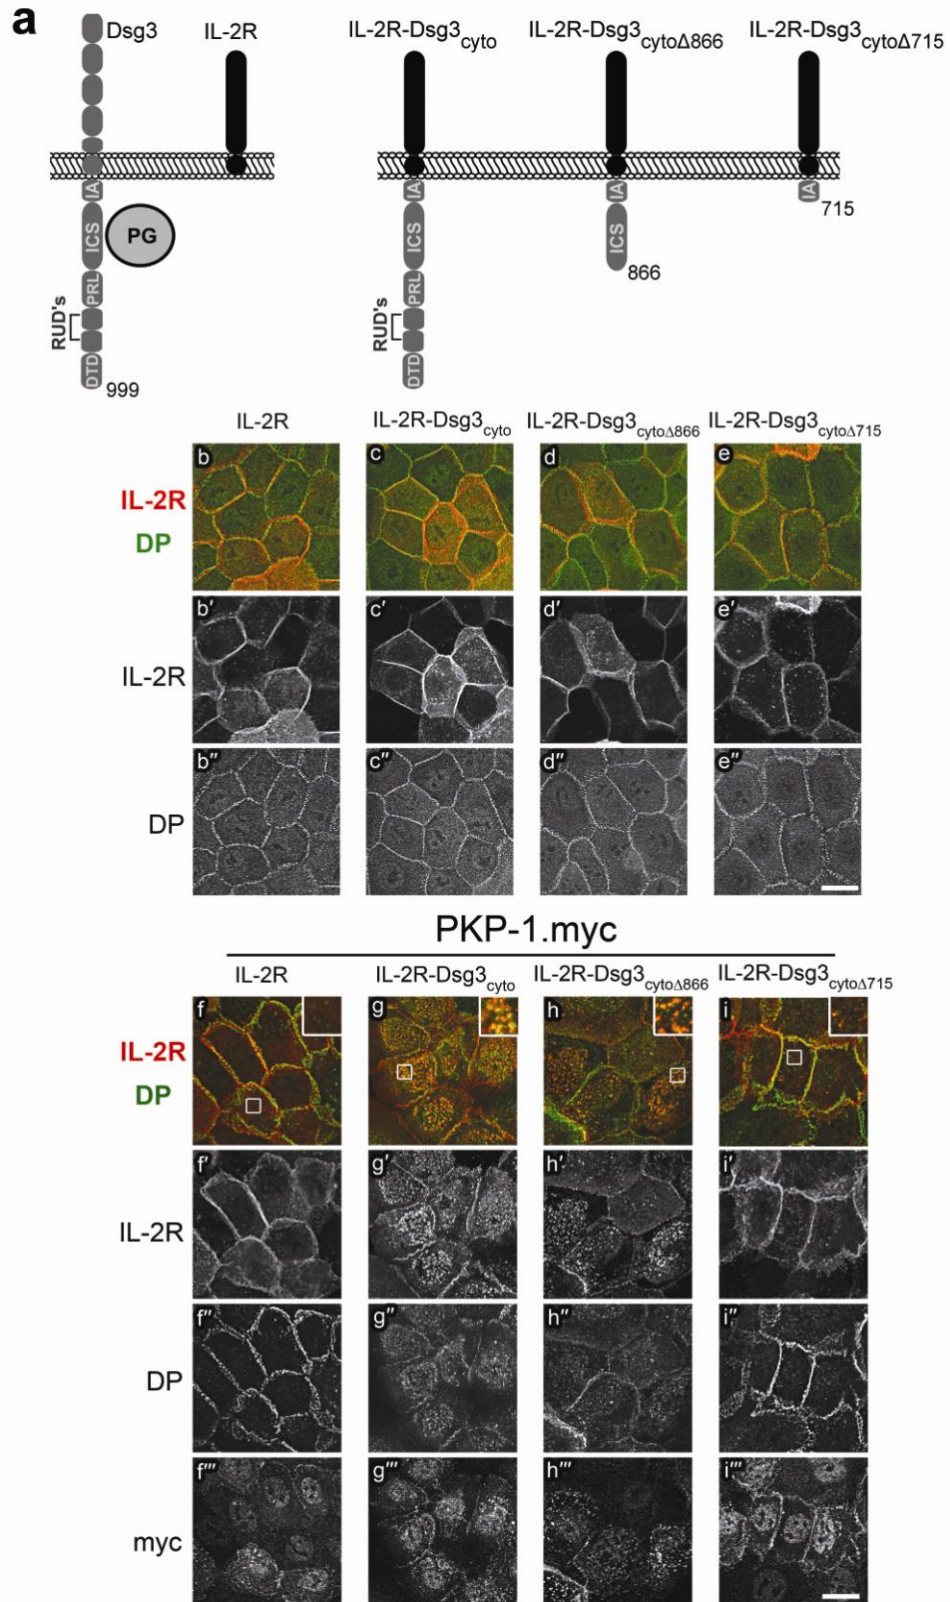 a
Dsg3 IL-2R IL-2R-Dsg3cyto IL-2R-Dsg3cytoΔ866 IL-2R-Dsg3cytoΔ715
IA IA IA IA
ICS PG ICS ICS 715
866
PRL PRL
RUD's RUD's
DTD DTD
999
IL-2R IL-2R-Dsg3cyto IL-2R-Dsg3cytoΔ866 IL-2R-Dsg3cytoΔ715
b c d e
IL-2R
DP
b′ c′ d′ e′
IL-2R
b″ c″ d″ e″
DP
PKP-1.myc
IL-2R IL-2R-Dsg3cyto IL-2R-Dsg3cytoΔ866 IL-2R-Dsg3cytoΔ715
f g h i
IL-2R
DP
f′ g′ h′ i′
IL-2R
f″ g″ h″ i″
DP
f‴ g‴ h‴ i‴
myc